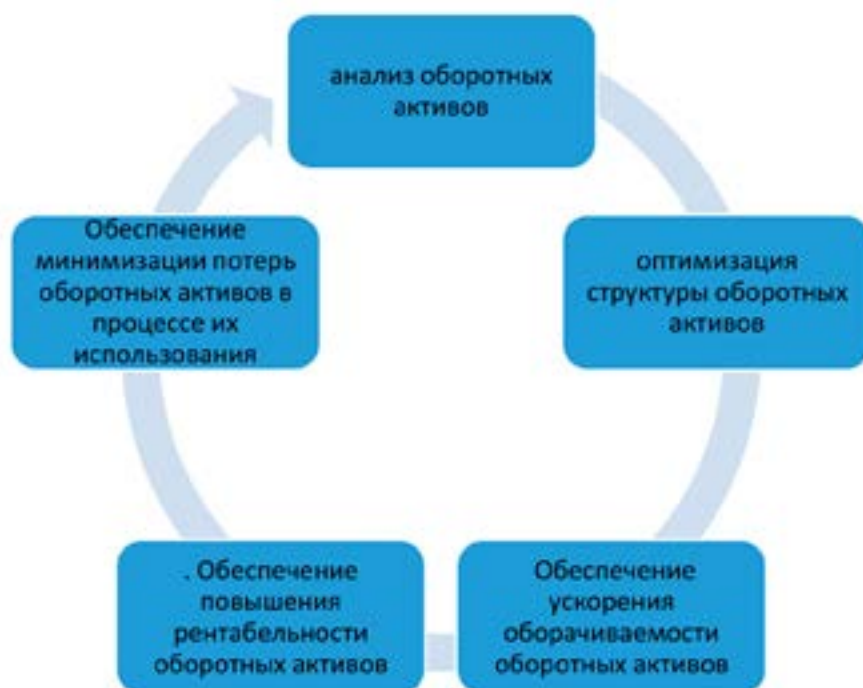 анализ оборотных
активов
оптимизация
структуры оборотных
активов
Обеспечение
ускорения
оборачиваемости
оборотных активов
. Обеспечение
повышения
рентабельности
оборотных активов
Обеспечение
минимизации потерь
оборотных активов в
процессе их
использования